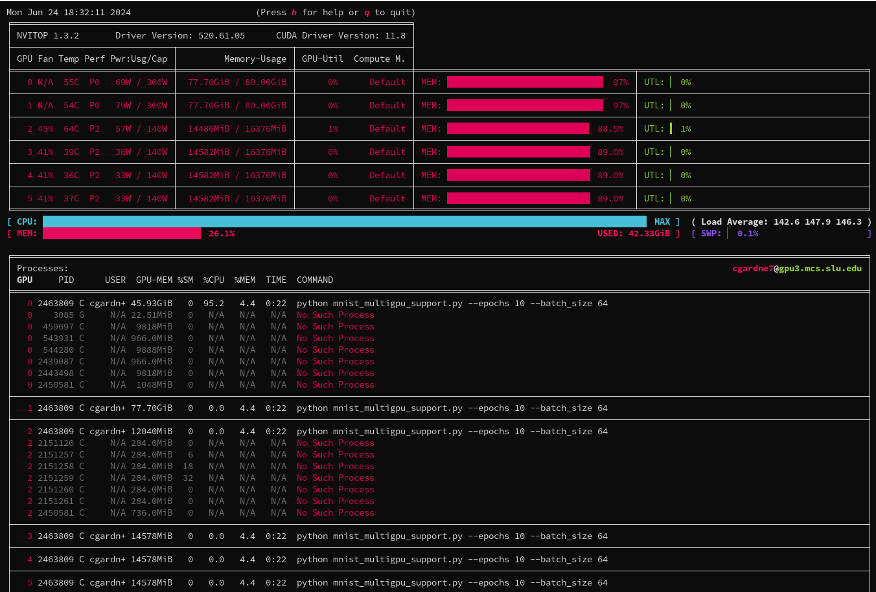 Mon Jun 24 18:32:11 2024 (Press h for help or q to quit)
NVITOP 1.3.2 Driver Version: 520.61.05 CUDA Driver Version: 11.8
GPU Fan Temp Perf Pwr:Usg/Cap Memory-Usage GPU-Util Compute M.
0 N/A 55C P0 69W / 300W 77.70GiB / 80.00GiB 0% Default MEM: 97% UTL: 0%
1 N/A 54C P0 79W / 300W 77.70GiB / 80.00GiB 0% Default MEM: 97% UTL: 0%
2 45% 64C P2 67W / 140W 14486MiB / 16376MiB 1% Default MEM: 88.5% UTL: 1%
3 41% 39C P2 36W / 140W 14582MiB / 16376MiB 0% Default MEM: 89.0% UTL: 0%
4 41% 36C P2 33W / 140W 14582MiB / 16376MiB 0% Default MEM: 89.0% UTL: 0%
5 41% 37C P2 33W / 140W 14582MiB / 16376MiB 0% Default MEM: 89.0% UTL: 0%
[ CPU: MAX ] ( Load Average: 142.6 147.9 146.3 )
[ MEM: 26.1% USED: 42.33GiB ] [ SWP: 0.1% ]
Processes: cgardne7@gpu3.mcs.slu.edu
GPU PID USER GPU-MEM %SM %CPU %MEM TIME COMMAND
0 2463809 C cgardn+ 45.93GiB 0 95.2 4.4 0:22 python mnist_multigpu_support.py --epochs 10 --batch_size 64
0 3085 G N/A 22.51MiB 0 N/A N/A N/A No Such Process
0 459697 C N/A 9818MiB 0 N/A N/A N/A No Such Process
0 543931 C N/A 966.0MiB 0 N/A N/A N/A No Such Process
0 544280 C N/A 9888MiB 0 N/A N/A N/A No Such Process
0 2439087 C N/A 966.0MiB 0 N/A N/A N/A No Such Process
0 2443498 C N/A 9818MiB 0 N/A N/A N/A No Such Process
0 2450581 C N/A 1048MiB 0 N/A N/A N/A No Such Process
1 2463809 C cgardn+ 77.70GiB 0 0.0 4.4 0:22 python mnist_multigpu_support.py --epochs 10 --batch_size 64
2 2463809 C cgardn+ 12040MiB 0 0.0 4.4 0:22 python mnist_multigpu_support.py --epochs 10 --batch_size 64
2 2151120 C N/A 284.0MiB 0 N/A N/A N/A No Such Process
2 2151257 C N/A 284.0MiB 6 N/A N/A N/A No Such Process
2 2151258 C N/A 284.0MiB 18 N/A N/A N/A No Such Process
2 2151259 C N/A 284.0MiB 32 N/A N/A N/A No Such Process
2 2151260 C N/A 284.0MiB 0 N/A N/A N/A No Such Process
2 2151261 C N/A 284.0MiB 0 N/A N/A N/A No Such Process
2 2450581 C N/A 736.0MiB 0 N/A N/A N/A No Such Process
3 2463809 C cgardn+ 14578MiB 0 0.0 4.4 0:22 python mnist_multigpu_support.py --epochs 10 --batch_size 64
4 2463809 C cgardn+ 14578MiB 0 0.0 4.4 0:22 python mnist_multigpu_support.py --epochs 10 --batch_size 64
5 2463809 C cgardn+ 14578MiB 0 0.0 4.4 0:22 python mnist_multigpu_support.py --epochs 10 --batch_size 64